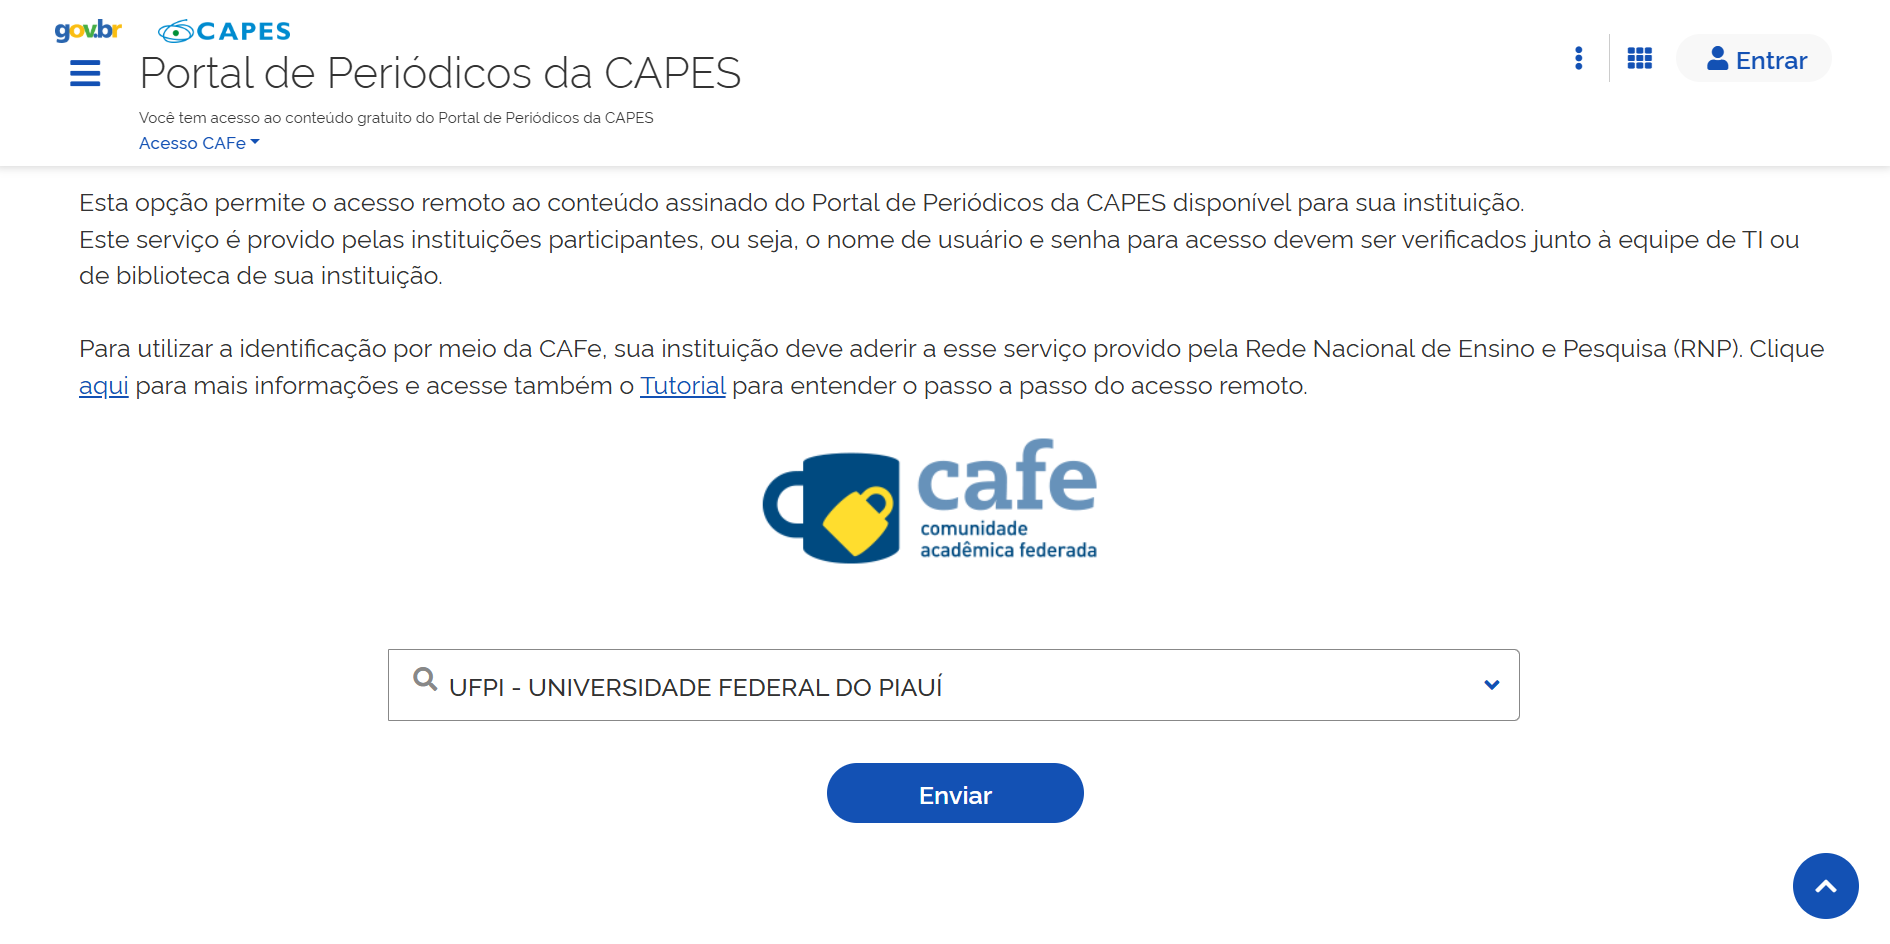 gov.br CAPES
Portal de Periódicos da CAPES
Você tem acesso ao conteúdo gratuito do Portal de Periódicos da CAPES
Acesso CAFe
Entrar
Esta opção permite o acesso remoto ao conteúdo assinado do Portal de Periódicos da CAPES disponível para sua instituição.
Este serviço é provido pelas instituições participantes, ou seja, o nome de usuário e senha para acesso devem ser verificados junto à equipe de TI ou
de biblioteca de sua instituição.
Para utilizar a identificação por meio da CAFe, sua instituição deve aderir a esse serviço provido pela Rede Nacional de Ensino e Pesquisa (RNP). Clique
aqui para mais informações e acesse também o Tutorial para entender o passo a passo do acesso remoto.
cafe
comunidade
acadêmica federada
UFPI - UNIVERSIDADE FEDERAL DO PIAUÍ
Enviar